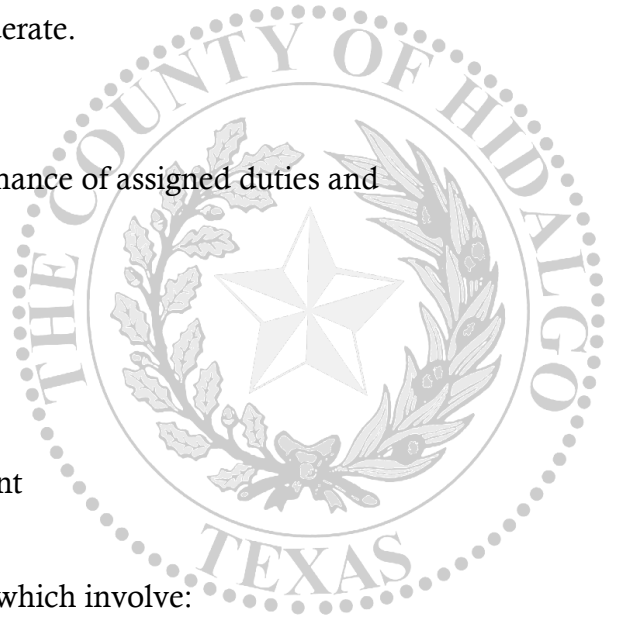 erate.
THE COUNTY OF HIDALGO
nance of assigned duties and
nt
TEXAS
which involve: